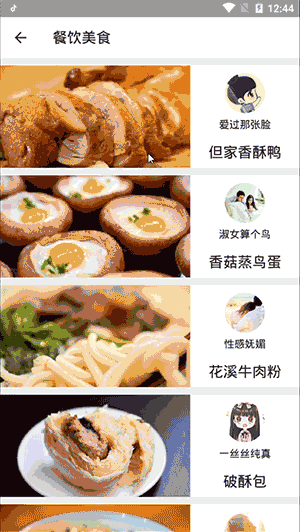 12:44
餐饮美食
爱过那张脸
但家香酥鸭
淑女算个鸟
香菇蒸鸟蛋
性感妩媚
花溪牛肉粉
一丝丝纯真
破酥包